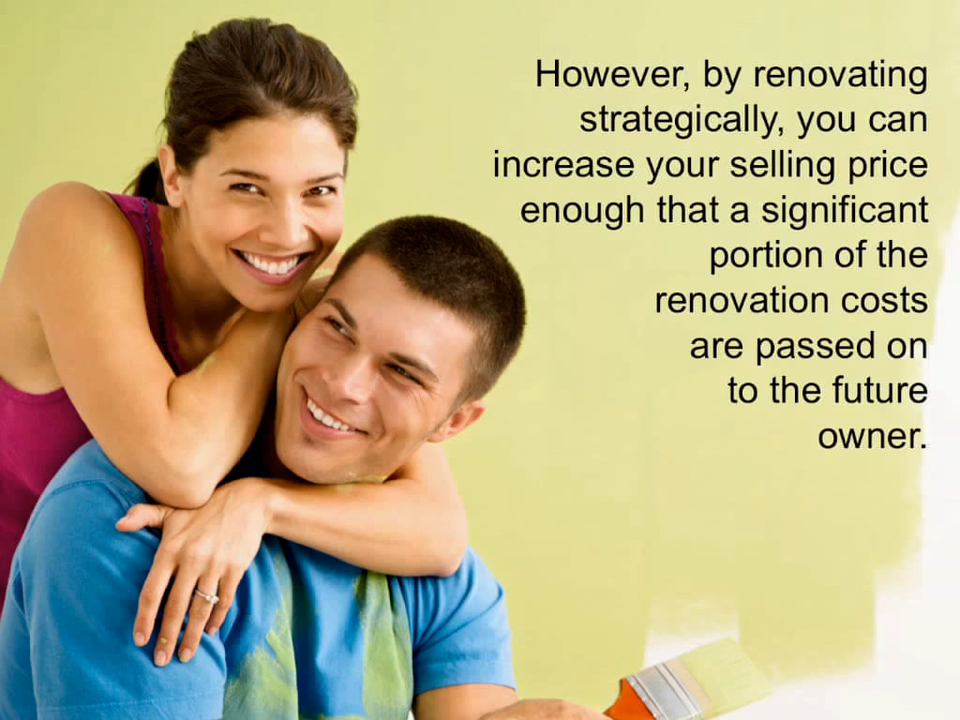 However, by renovating
strategically, you can
increase your selling price
enough that a significant
portion of the
renovation costs
are passed on
to the future
owner.